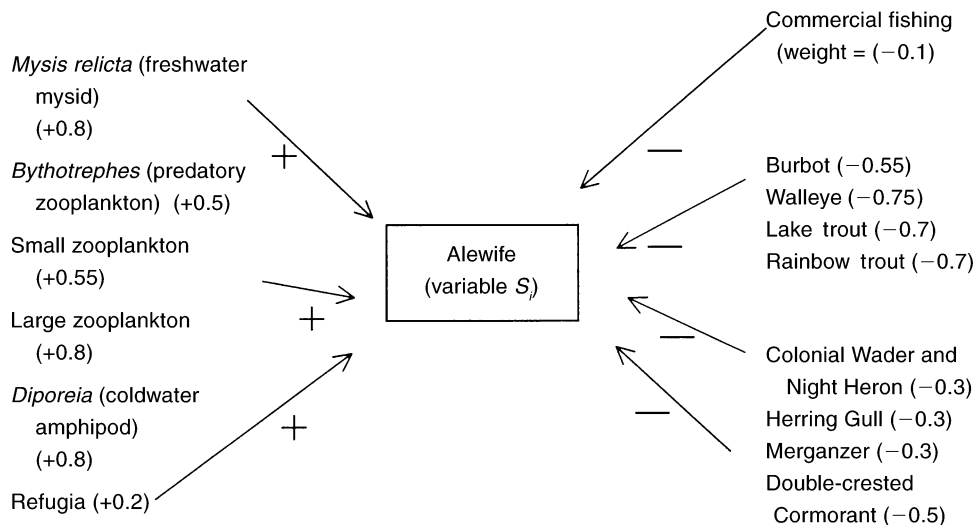 Mysis relicta (freshwater
mysid)
(+0.8)
Bythotrephes (predatory
zooplankton) (+0.5)
Small zooplankton
(+0.55)
Large zooplankton
(+0.8)
Diporeia (coldwater
amphipod)
(+0.8)
Refugia (+0.2)
+
+
+
Alewife
(variable Si)
Commercial fishing
(weight = (−0.1)
Burbot (−0.55)
Walleye (−0.75)
Lake trout (−0.7)
Rainbow trout (−0.7)
Colonial Wader and
Night Heron (−0.3)
Herring Gull (−0.3)
Merganzer (−0.3)
Double-crested
Cormorant (−0.5)
−
−
−
−